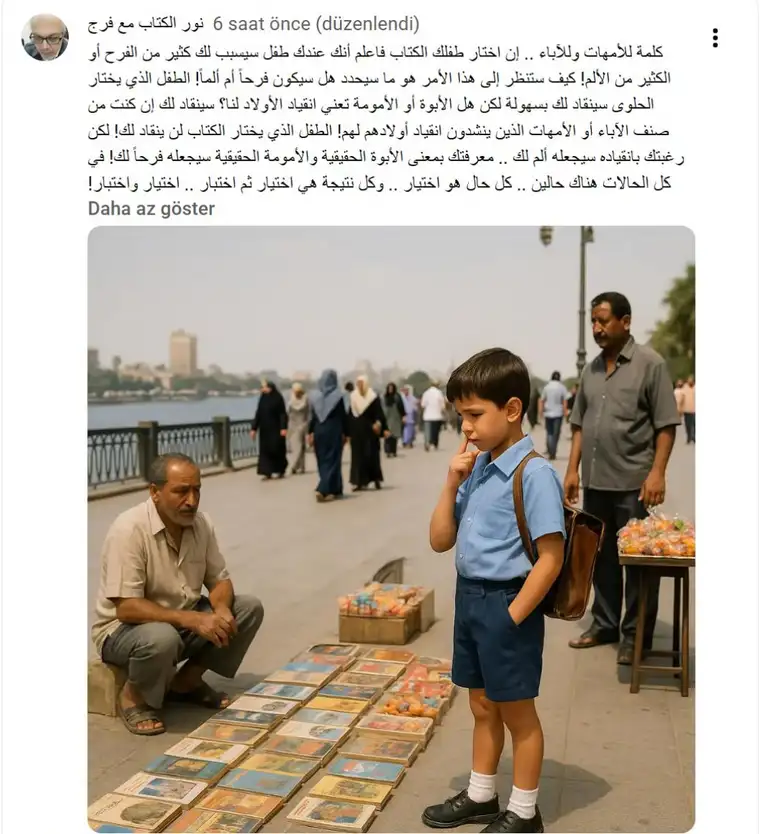 نور الكتاب مع فرج 6 saat önce (düzenlendi)
كلمة للأمهات وللآباء .. إن اختار طفلك الكتاب فاعلم أنك عندك طفل سيسبب لك كثير من الفرح أو
الكثير من الألم! كيف ستنظر إلى هذا الأمر هو ما سيحدد هل سيكون فرحاً أم ألماً! الطفل الذي يختار
الحلوى سينقاد لك بسهولة لكن هل الأبوة أو الأمومة تعني انقياد الأولاد لنا؟ سينقاد لك إن كنت من
صنف الآباء أو الأمهات الذين ينشدون انقياد أولادهم لهم! الطفل الذي يختار الكتاب لن ينقاد لك! لكن
رغبتك بانقياده سيجعله ألم لك .. معرفتك بمعنى الأبوة الحقيقية والأمومة الحقيقية سيجعله فرحاً لك! في
كل الحالات هناك حالين .. كل حال هو اختيار .. وكل نتيجة هي اختيار ثم اختبار .. اختيار واختبار!
Daha az göster